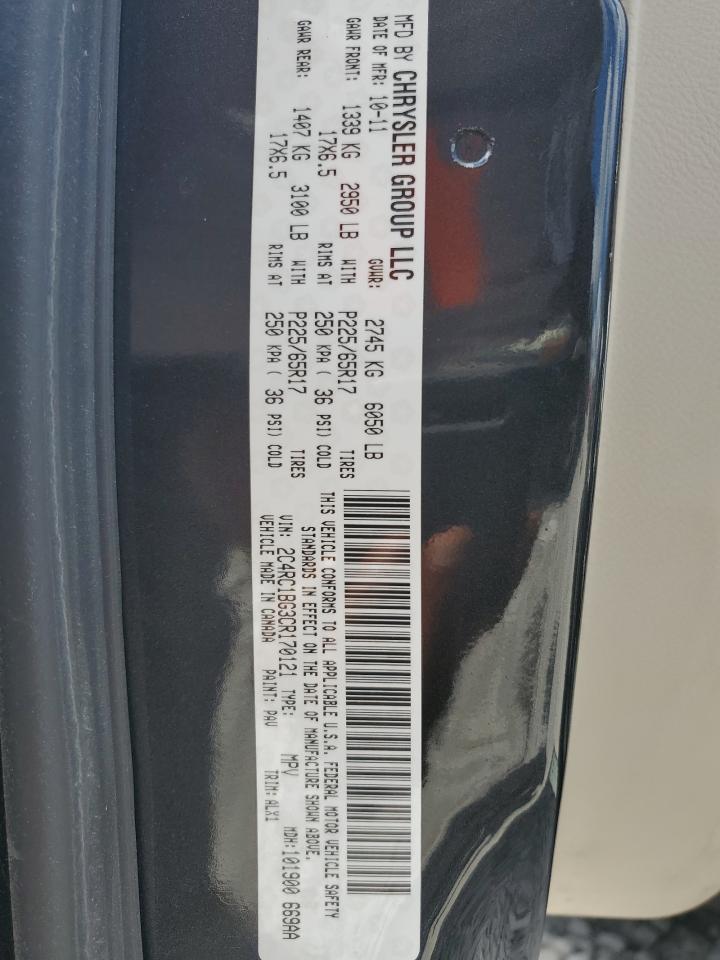 MFD BY CHRYSLER GROUP LLC
DATE OF MFR: 10-11 GVWR: 2745 KG 6050 LB
GAWR FRONT: 1339 KG 2950 LB WITH P225/65R17 TIRES
17X6.5 RIMS AT 250 KPA ( 36 PSI) COLD
GAWR REAR: 1407 KG 3100 LB WITH P225/65R17 TIRES
17X6.5 RIMS AT 250 KPA ( 36 PSI) COLD
THIS VEHICLE CONFORMS TO ALL APPLICABLE U.S.A. FEDERAL MOTOR VEHICLE SAFETY
STANDARDS IN EFFECT ON THE DATE OF MANUFACTURE SHOWN ABOVE.
VIN: 2C4RC1BG3CR170121 TYPE: MPV MDH:101900 669AA
VEHICLE MADE IN CANADA PAINT: PAV TRIM:ALX1